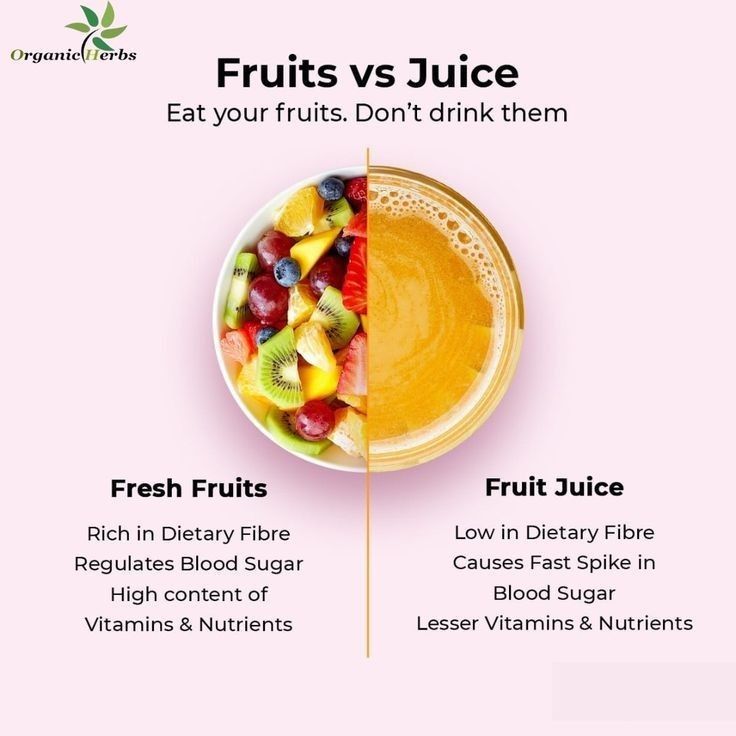 Organic Herbs
Fruits vs Juice
Eat your fruits. Don’t drink them
Fresh Fruits
Rich in Dietary Fibre
Regulates Blood Sugar
High content of
Vitamins & Nutrients
Fruit Juice
Low in Dietary Fibre
Causes Fast Spike in
Blood Sugar
Lesser Vitamins & Nutrients